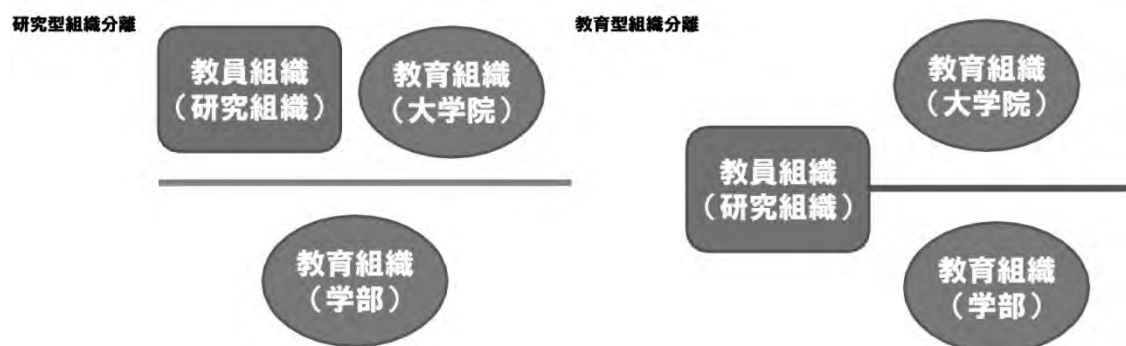 研究型組織分離
教員組織
（研究組織）
教育組織
（大学院）
教育組織
（学部）
教育型組織分離
教育組織
（大学院）
教員組織
（研究組織）
教育組織
（学部）